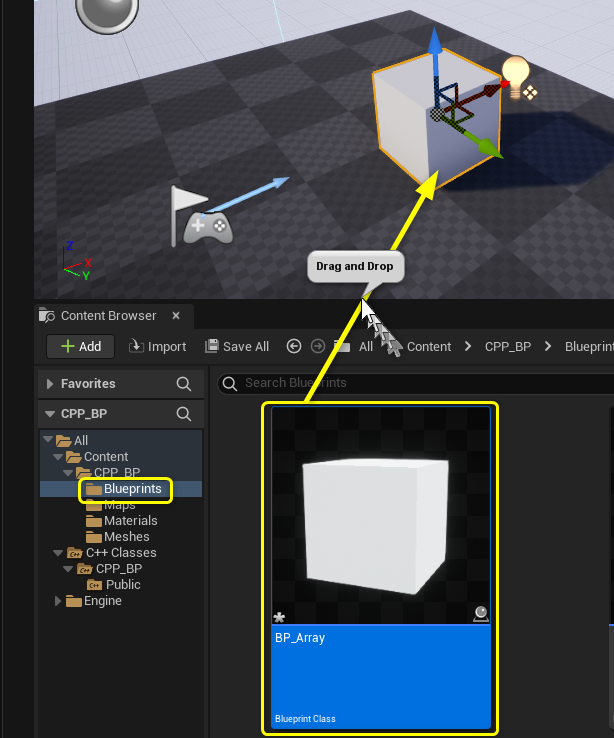 Z
X
Y
Drag and Drop
Content Browser
Add
Import
Save All
All
Content
CPP_BP
Blueprint
Favorites
Search Blueprints
CPP_BP
All
Content
CPP_BP
Blueprints
Maps
Materials
Meshes
C++ Classes
CPP_BP
Public
Engine
BP_Array
Blueprint Class